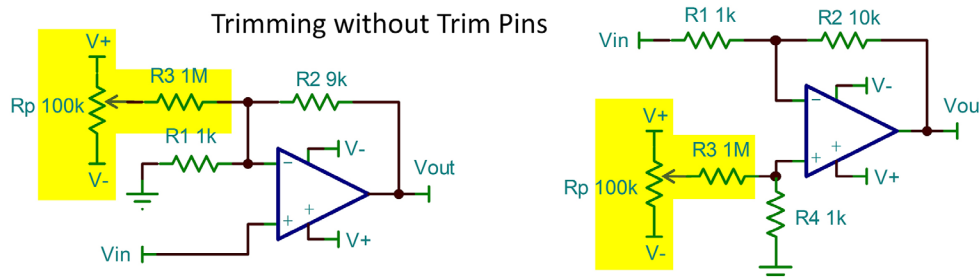 Trimming without Trim Pins
V+
R3 1M
R2 9k
Rp 100k
R1 1k
V-
V-
Vout
−
+
+
V+
Vin
R1 1k
R2 10k
Vin
V-
−
Vou
V+
R3 1M
+
+
V+
Rp 100k
R4 1k
V-